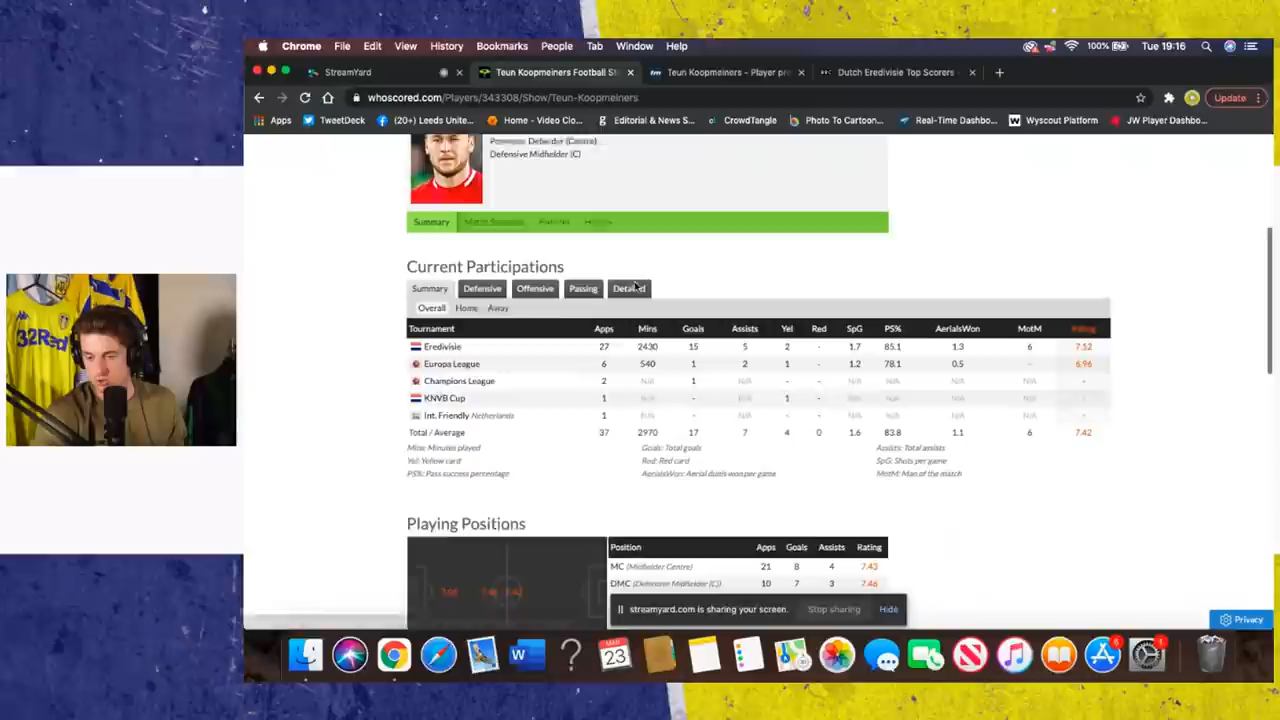 Chrome File Edit View History Bookmarks People Tab Window Help 100% Tue 19:16
StreamYard Teun Koopmeiners Football St Teun Koopmeiners - Player pr Dutch Eredivisie Top Scorers -
whoscored.com/Players/343308/Show/Teun-Koopmeiners Update
Apps TweetDeck (20+) Leeds Unite... Home - Video Clo... Editorial & News S... CrowdTangle Photo To Cartoon... Real-Time Dashbo... Wyscout Platform JW Player Dashbo...
Defensive Midfielder (C)
Summary
Current Participations
Summary Defensive Offensive Passing Detailed
Overall Home Away
Tournament Apps Mins Goals Assists Yel Red SpG PS% AerialsWon MotM Rating
Eredivisie 27 2430 15 5 2 - 1.7 85.1 1.3 6 7.52
Europa League 6 540 1 2 1 - 1.2 78.1 0.5 - 6.96
Champions League 2 N/A 1 N/A - - N/A N/A N/A N/A -
KNVB Cup 1 N/A - N/A 1 - N/A N/A N/A N/A
Int. Friendly Netherlands 1 N/A - N/A - - N/A N/A N/A N/A -
Total / Average 37 2970 17 7 4 0 1.6 83.8 1.1 6 7.42
Mins: Minutes played Goals: Total goals Assists: Total assists
Yel: Yellow card Red: Red card SpG: Shots per game
PS%: Pass success percentage AerialsWon: Aerial duels won per game MotM: Man of the match
Playing Positions
Position Apps Goals Assists Rating
MC (Midfielder Centre) 21 8 4 7.43
DMC (Defensive Midfielder (C)) 10 7 3 7.46
streamyard.com is sharing your screen. Stop sharing Hide
Privacy
32Red
MAR
23
6
1